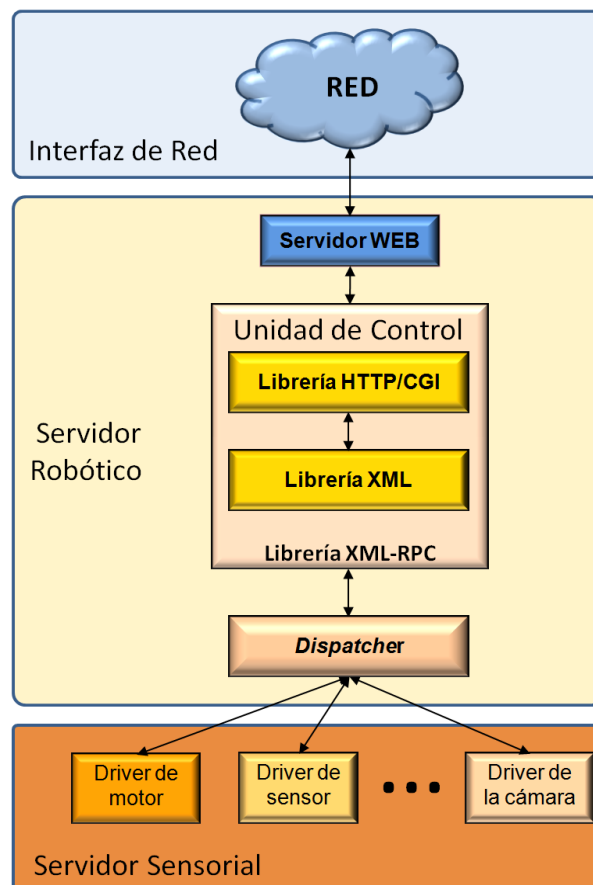 RED
Interfaz de Red
Servidor WEB
Unidad de Control
Librería HTTP/CGI
Librería XML
Librería XML-RPC
Servidor
Robótico
Dispatcher
Driver de
motor
Driver de
sensor
...
Driver de
la cámara
Servidor Sensorial